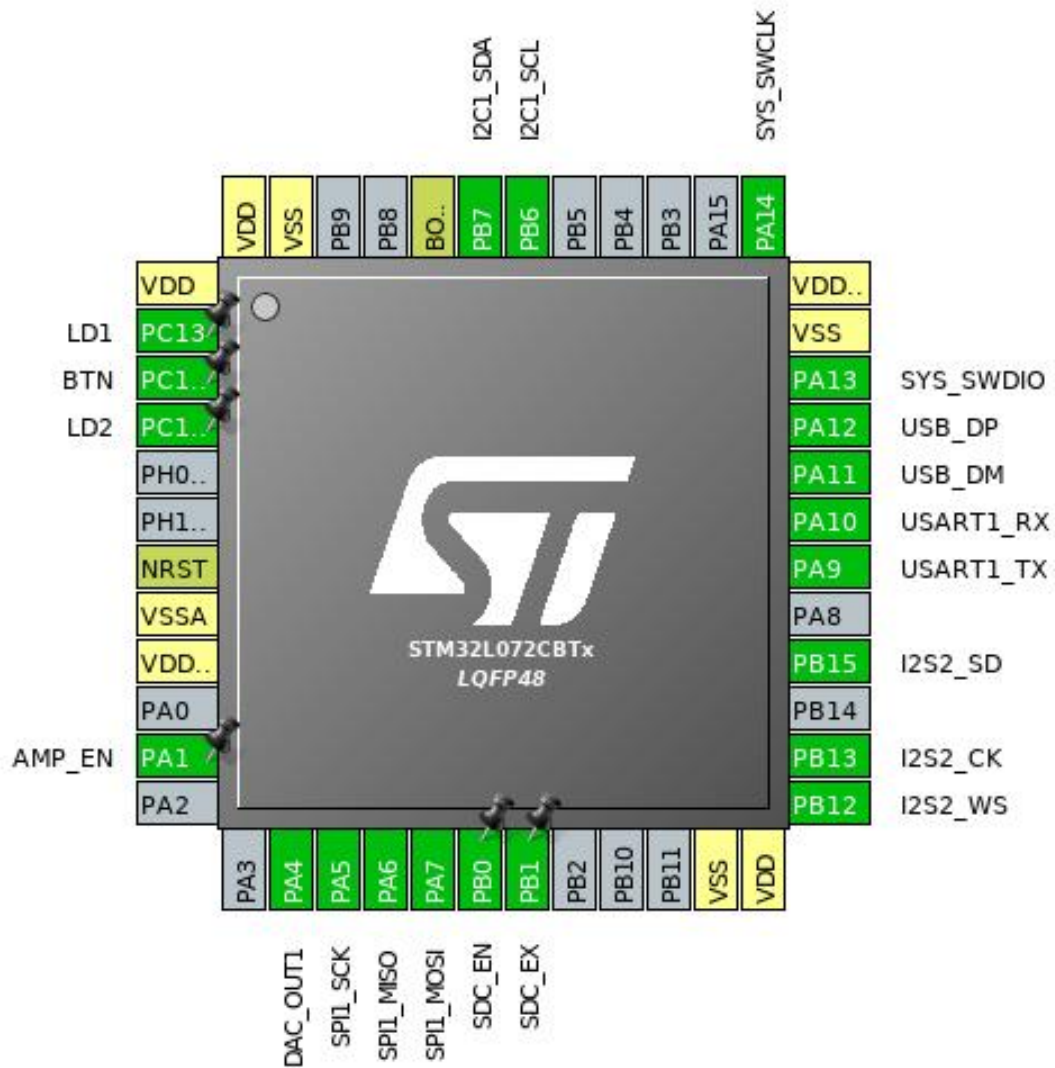 I2C1_SDA
I2C1_SCL
SYS_SWCLK
VDD
VSS
PB9
PB8
BO..
PB7
PB6
PB5
PB4
PB3
PA15
PA14
VDD
LD1 PC13
BTN PC1..
LD2 PC1..
PH0..
PH1..
NRST
VSSA
VDD..
PA0
AMP_EN PA1
PA2
VDD..
VSS
PA13 SYS_SWDIO
PA12 USB_DP
PA11 USB_DM
PA10 USART1_RX
PA9 USART1_TX
PA8
PB15 I2S2_SD
PB14
PB13 I2S2_CK
PB12 I2S2_WS
ST
STM32L072CBTx
LQFP48
PA3
PA4
PA5
PA6
PA7
PB0
PB1
PB2
PB10
PB11
VSS
VDD
DAC_OUT1
SPI1_SCK
SPI1_MISO
SPI1_MOSI
SDC_EN
SDC_EX